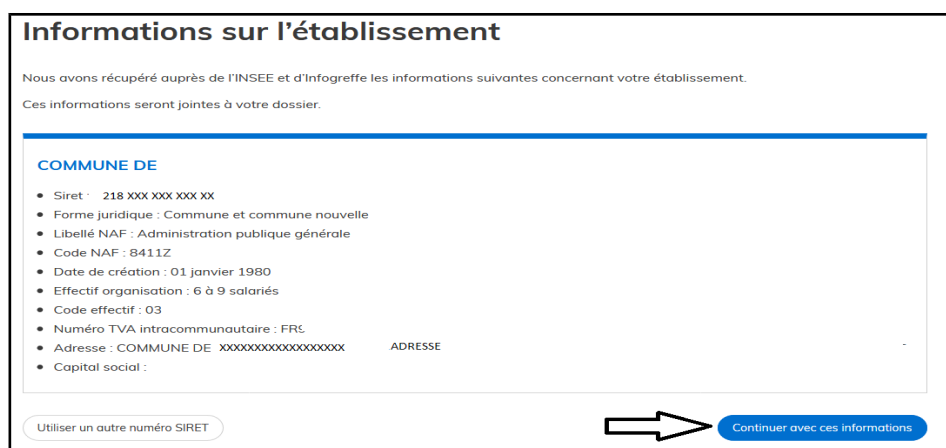 Informations sur l'établissement
Nous avons récupéré auprès de l'INSEE et d'Infogreffe les informations suivantes concernant votre établissement.
Ces informations seront jointes à votre dossier.
COMMUNE DE
• Siret : 218 XXX XXX XXX XX
• Forme juridique : Commune et commune nouvelle
• Libellé NAF : Administration publique générale
• Code NAF : 8411Z
• Date de création : 01 janvier 1980
• Effectif organisation : 6 à 9 salariés
• Code effectif : 03
• Numéro TVA intracommunautaire : FR
• Adresse : COMMUNE DE XXXXXXXXXXXXXXXXXX ADRESSE
• Capital social :
Utiliser un autre numéro SIRET
Continuer avec ces informations